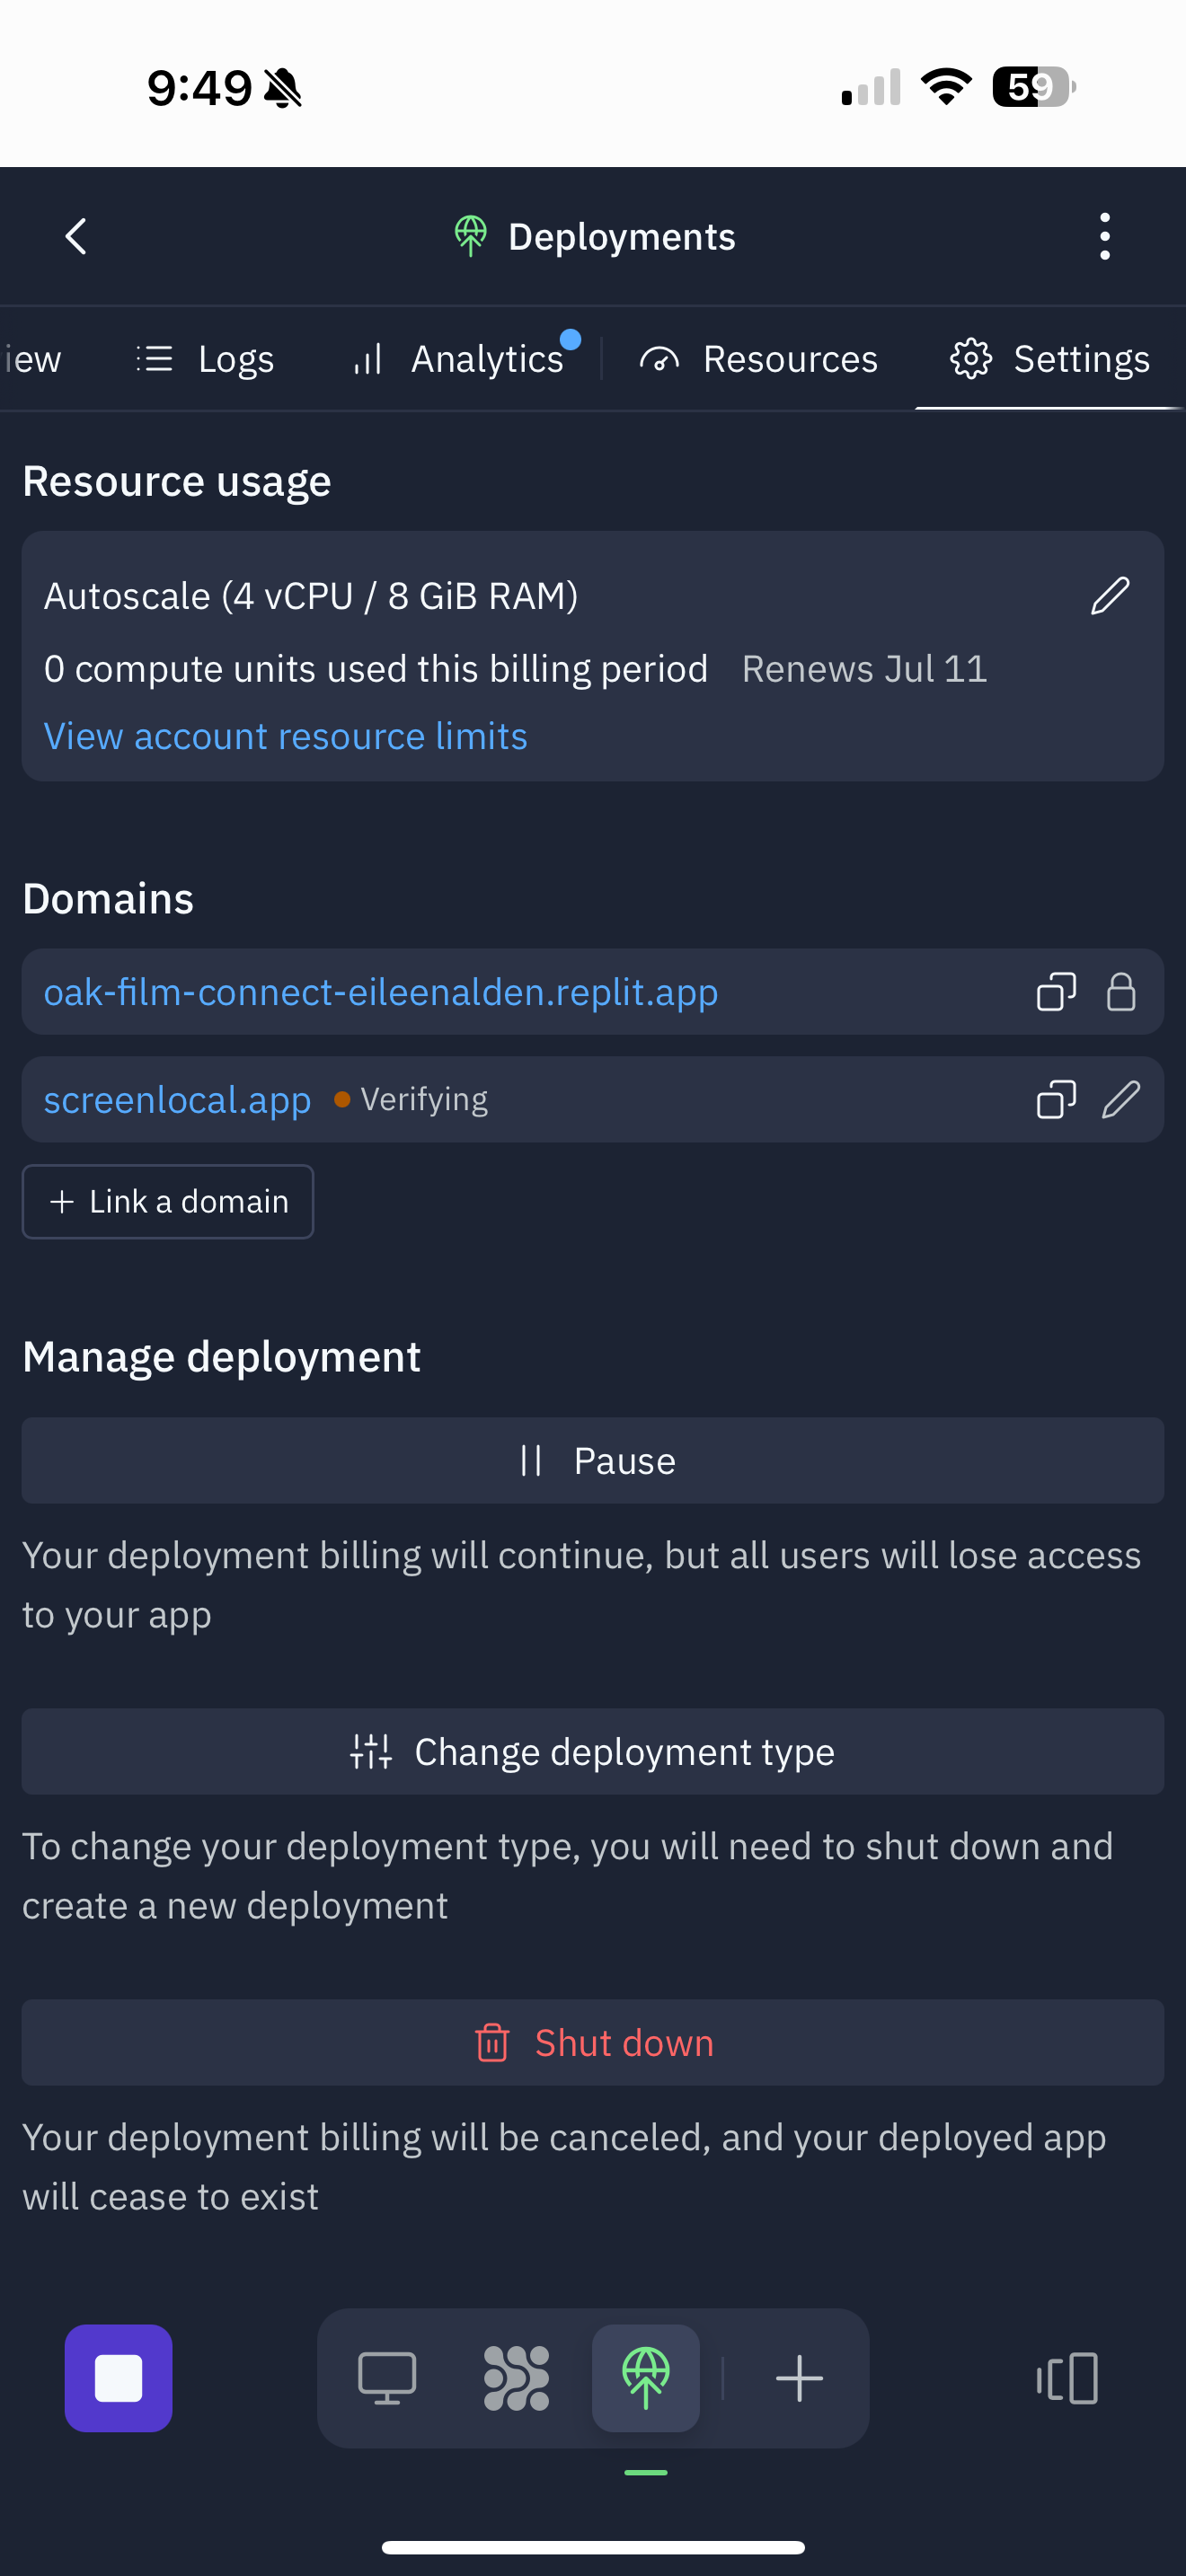 9:49
59
Deployments
iew
Logs
Analytics
Resources
Settings
Resource usage
Autoscale (4 vCPU / 8 GiB RAM)
0 compute units used this billing period Renews Jul 11
View account resource limits
Domains
oak-film-connect-eileenalden.replit.app
screenlocal.app Verifying
+ Link a domain
Manage deployment
Pause
Your deployment billing will continue, but all users will lose access
to your app
Change deployment type
To change your deployment type, you will need to shut down and
create a new deployment
Shut down
Your deployment billing will be canceled, and your deployed app
will cease to exist